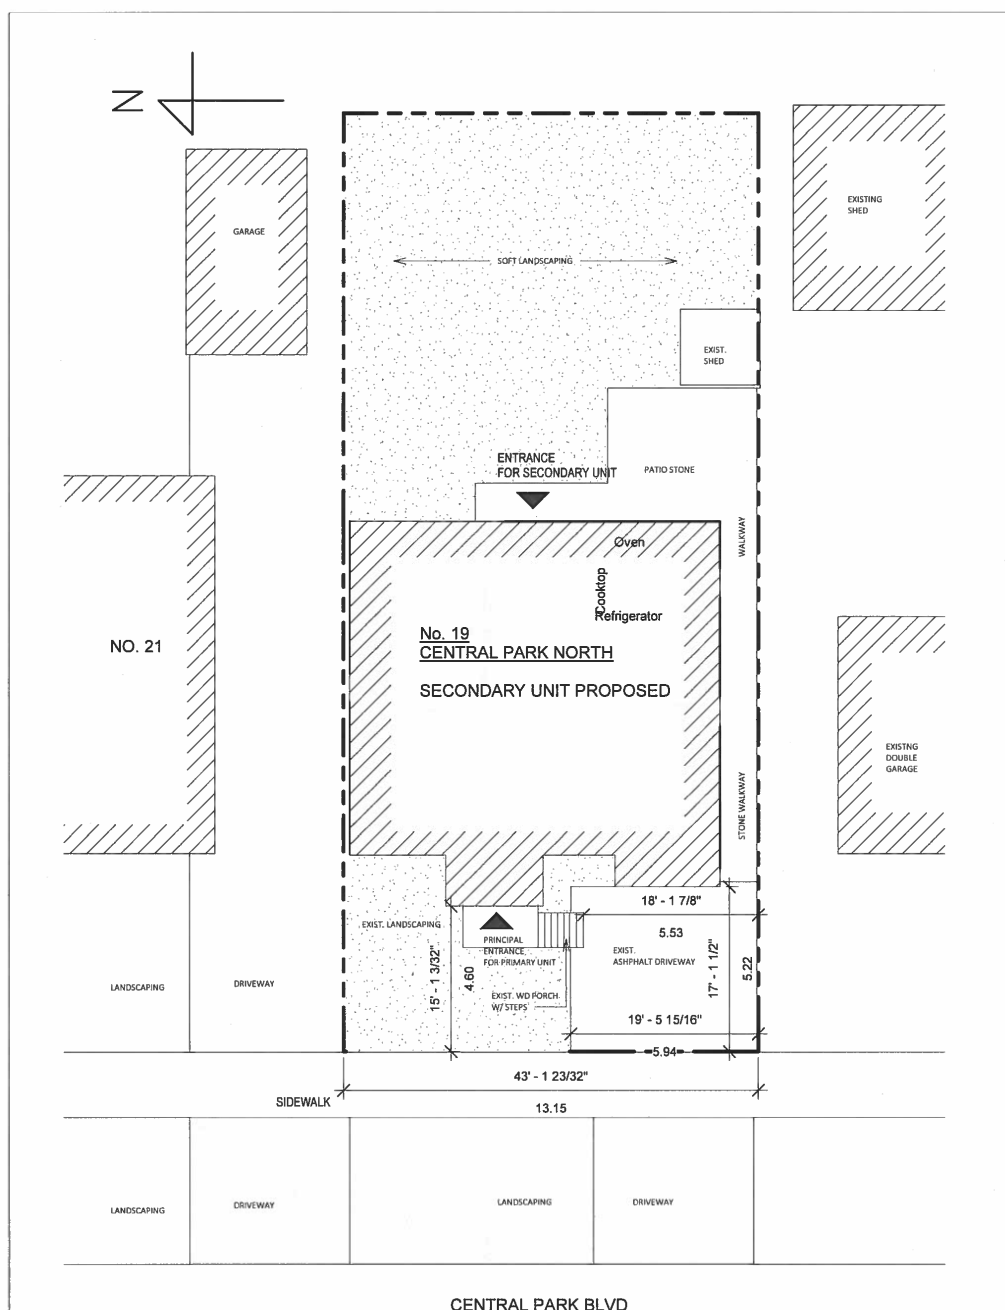 N
GARAGE
EXISTING
SHED
SOFT LANDSCAPING
EXIST.
SHED
ENTRANCE
FOR SECONDARY UNIT
PATIO STONE
WALKWAY
Oven
Cooktop
Refrigerator
No. 19
CENTRAL PARK NORTH
NO. 21
SECONDARY UNIT PROPOSED
EXISTNG
DOUBLE
GARAGE
STONE WALKWAY
18' - 1 7/8"
5.53
EXIST. LANDSCAPING
PRINCIPAL
ENTRANCE
FOR PRIMARY UNIT
EXIST.
ASHPHALT DRIVEWAY
15' - 1 3/32"
4.60
17' - 1 1/2"
5.22
LANDSCAPING
DRIVEWAY
EXIST. WD PORCH
W/ STEPS
19' - 5 15/16"
5.94
43' - 1 23/32"
SIDEWALK
13.15
LANDSCAPING
DRIVEWAY
LANDSCAPING
DRIVEWAY
CENTRAL PARK BLVD